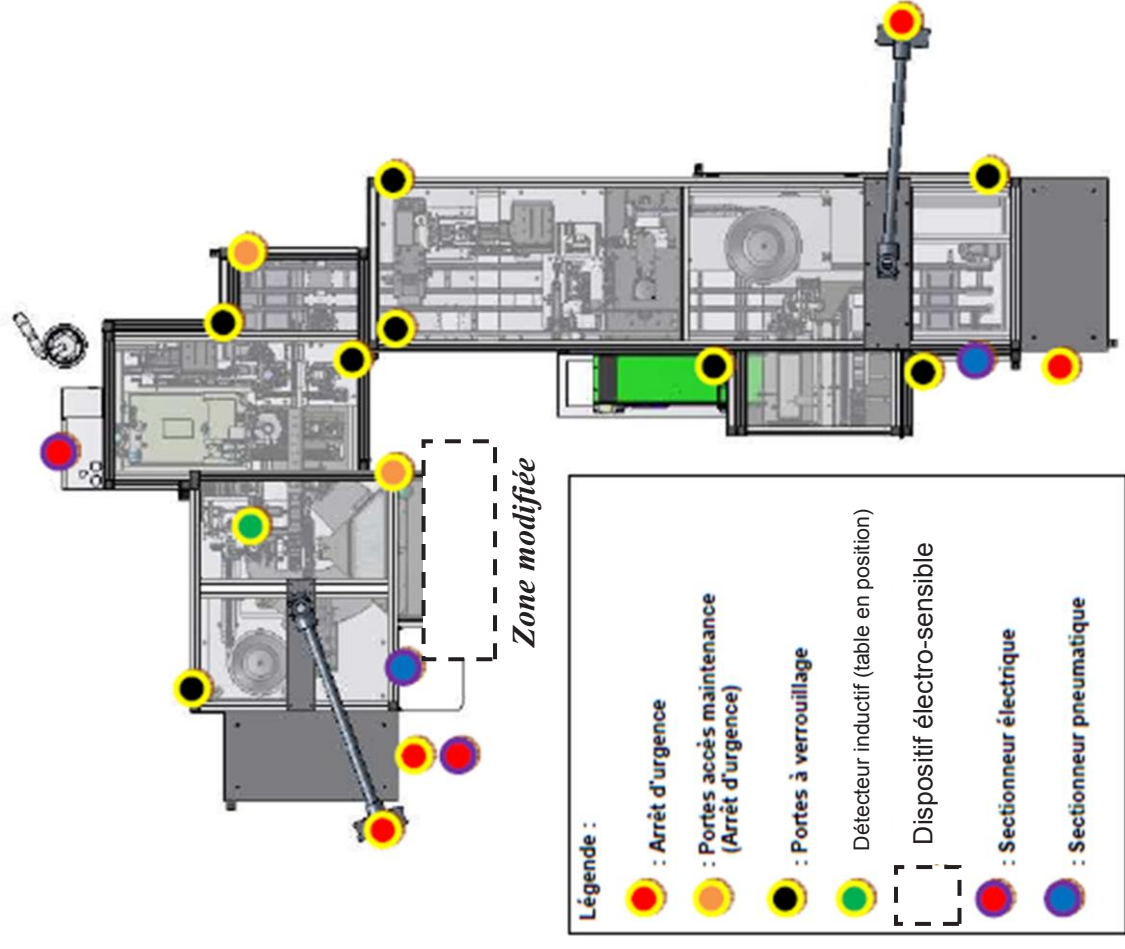 Zone modifiée
Légende :
: Arrêt d'urgence
: Portes accès maintenance
(Arrêt d'urgence)
: Portes à verrouillage
Détecteur inductif (table en position)
Dispositif électro-sensible
: Sectionneur électrique
: Sectionneur pneumatique